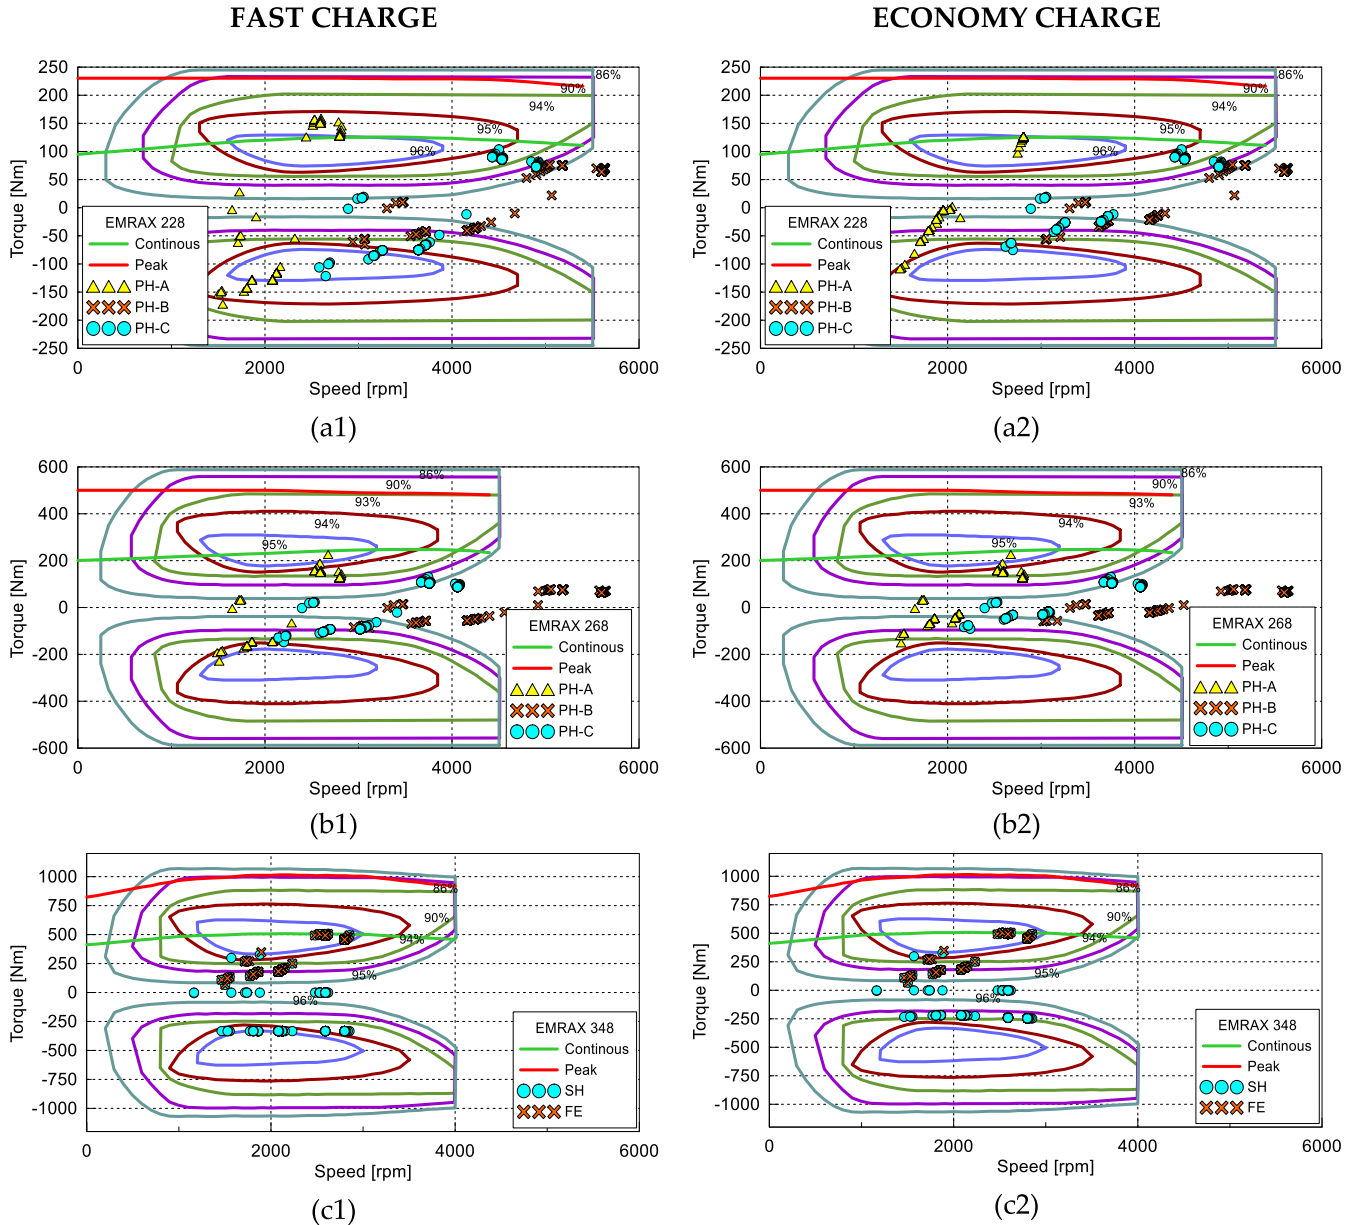 FAST CHARGE
ECONOMY CHARGE
250
200
150
100
50
0
-50
-100
-150
-200
-250
Torque [Nm]
86%
90%
94%
95%
96%
EMRAX 228
Continous
Peak
PH-A
PH-B
PH-C
0
2000
4000
6000
Speed [rpm]
(a1)
250
200
150
100
50
0
-50
-100
-150
-200
-250
Torque [Nm]
86%
90%
94%
95%
96%
EMRAX 228
Continous
Peak
PH-A
PH-B
PH-C
0
2000
4000
6000
Speed [rpm]
(a2)
600
400
200
0
-200
-400
-600
Torque [Nm]
86%
90%
93%
94%
95%
EMRAX 268
Continous
Peak
PH-A
PH-B
PH-C
0
2000
4000
6000
Speed [rpm]
(b1)
600
400
200
0
-200
-400
-600
Torque [Nm]
86%
90%
93%
94%
95%
EMRAX 268
Continous
Peak
PH-A
PH-B
PH-C
0
2000
4000
6000
Speed [rpm]
(b2)
1000
750
500
250
0
-250
-500
-750
-1000
Torque [Nm]
86%
90%
94%
95%
96%
EMRAX 348
Continous
Peak
SH
FE
0
2000
4000
6000
Speed [rpm]
(c1)
1000
750
500
250
0
-250
-500
-750
-1000
Torque [Nm]
86%
90%
94%
95%
96%
EMRAX 348
Continous
Peak
SH
FE
0
2000
4000
6000
Speed [rpm]
(c2)